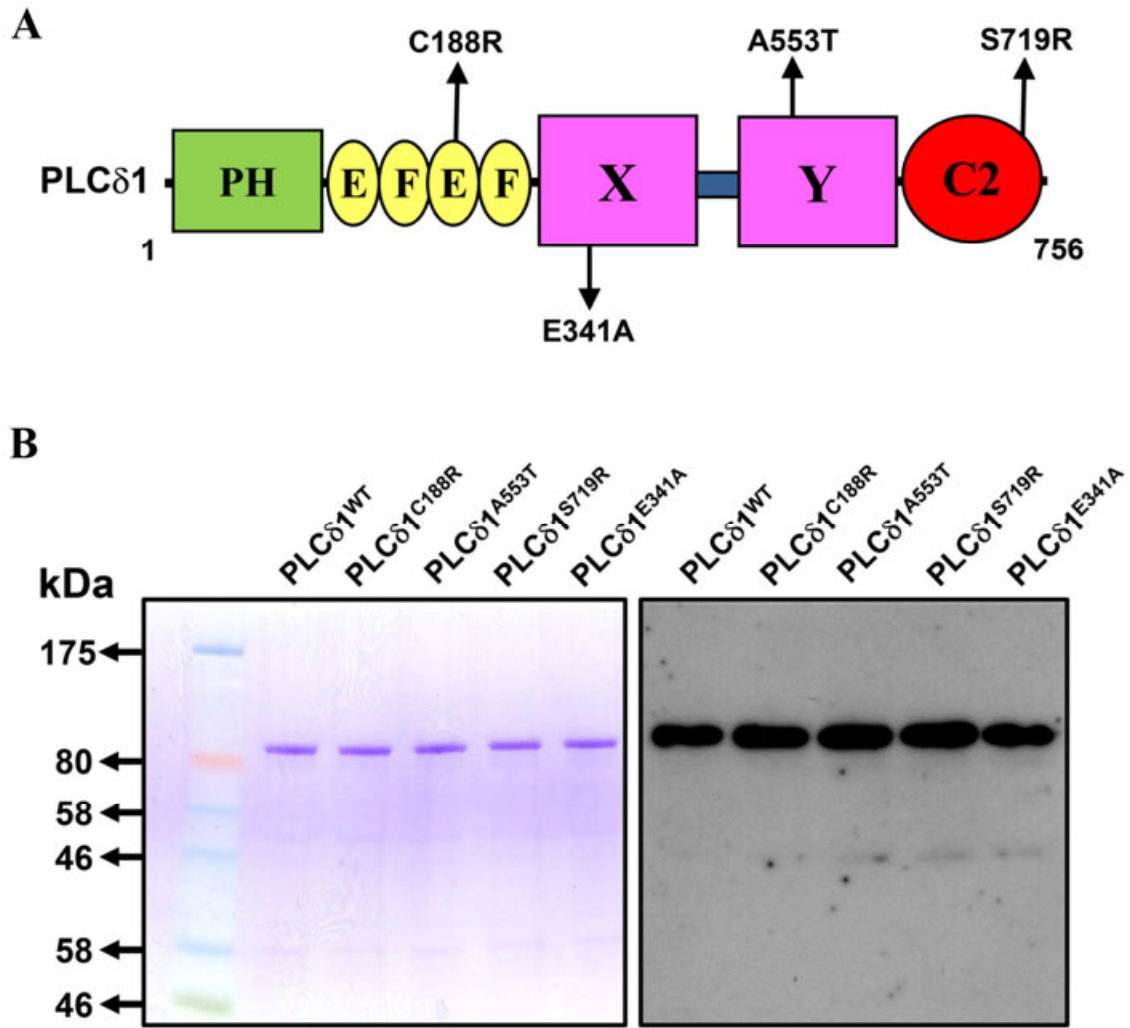 A
C188R
A553T
S719R
PLCδ1
PH
E
F
E
F
X
Y
C2
1
756
E341A
B
kDa
PLCδ1WT
PLCδ1C188R
PLCδ1A553T
PLCδ1S719R
PLCδ1E341A
PLCδ1WT
PLCδ1C188R
PLCδ1A553T
PLCδ1S719R
PLCδ1E341A
175
80
58
46
58
46